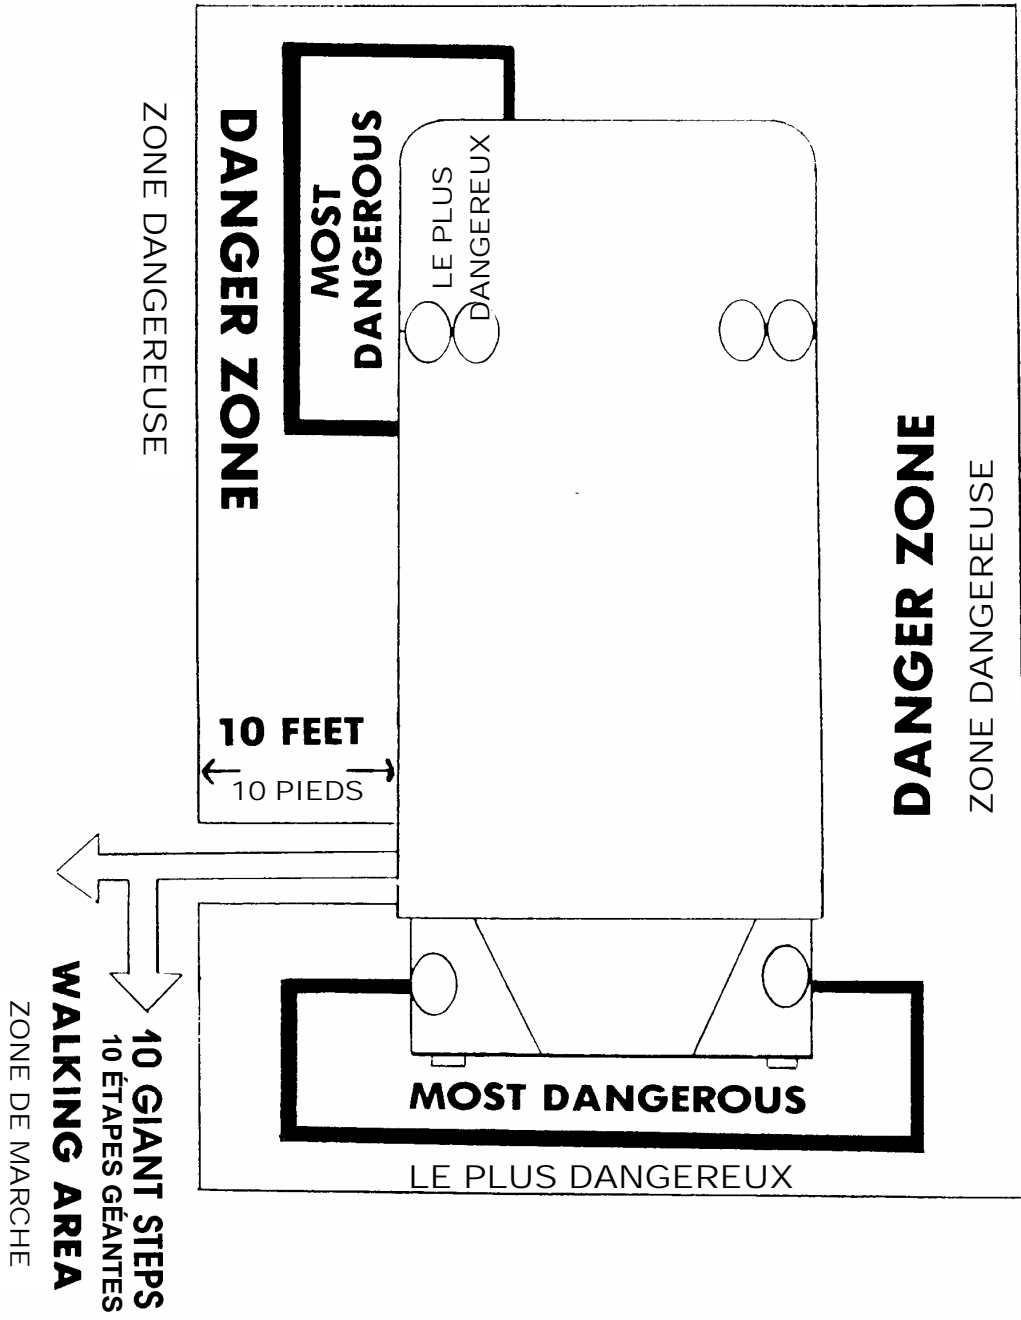 ZONE DANGEREUSE
DANGER ZONE
MOST
DANGEROUS
LE PLUS
DANGEREUX
DANGER ZONE
ZONE DANGEREUSE
10 FEET
10 PIEDS
10 GIANT STEPS
10 ÉTAPES GÉANTES
WALKING AREA
ZONE DE MARCHE
MOST DANGEROUS
LE PLUS DANGEREUX